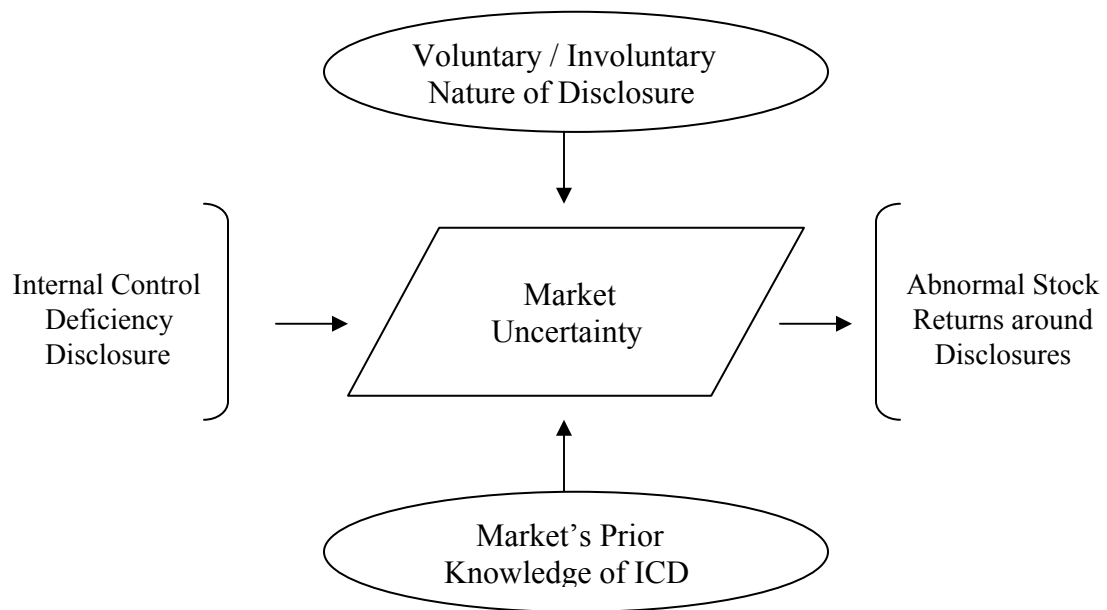 Voluntary / Involuntary
Nature of Disclosure
Internal Control
Deficiency
Disclosure
Market
Uncertainty
Abnormal Stock
Returns around
Disclosures
Market’s Prior
Knowledge of ICD